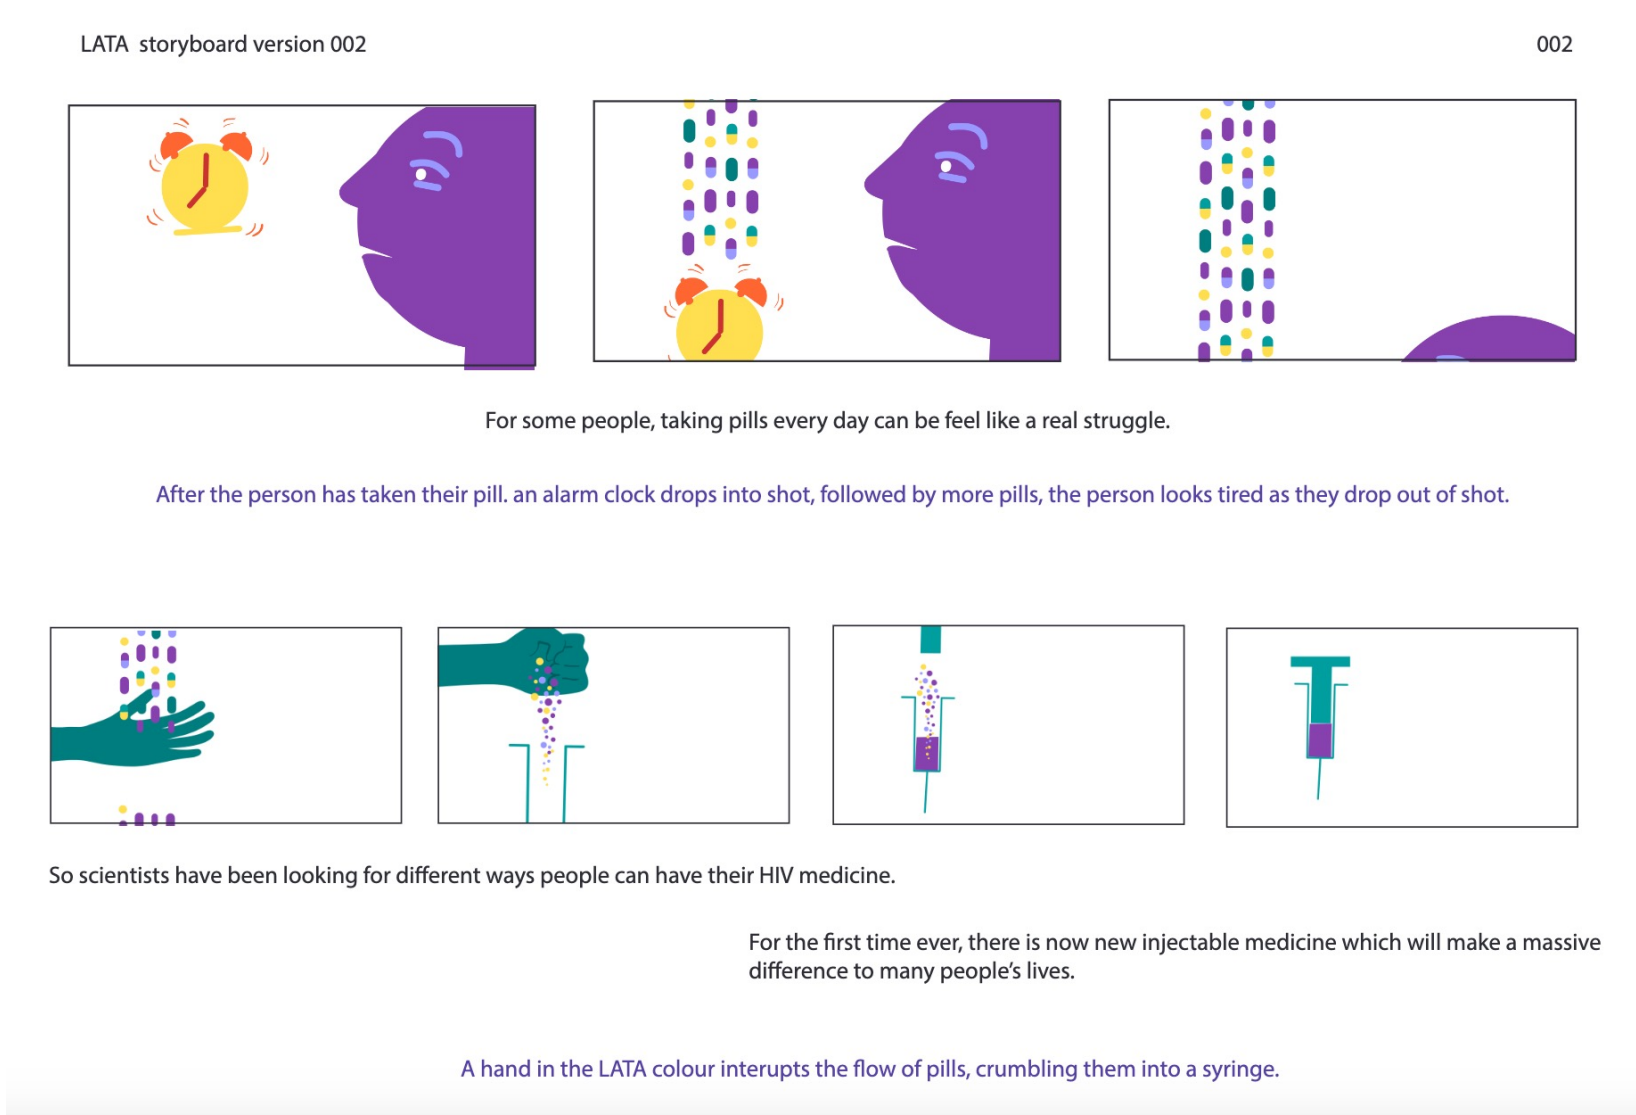 LATA storyboard version 002
002
For some people, taking pills every day can be feel like a real struggle.
After the person has taken their pill. an alarm clock drops into shot, followed by more pills, the person looks tired as they drop out of shot.
So scientists have been looking for different ways people can have their HIV medicine.
For the first time ever, there is now new injectable medicine which will make a massive
difference to many people’s lives.
A hand in the LATA colour interupts the flow of pills, crumbling them into a syringe.